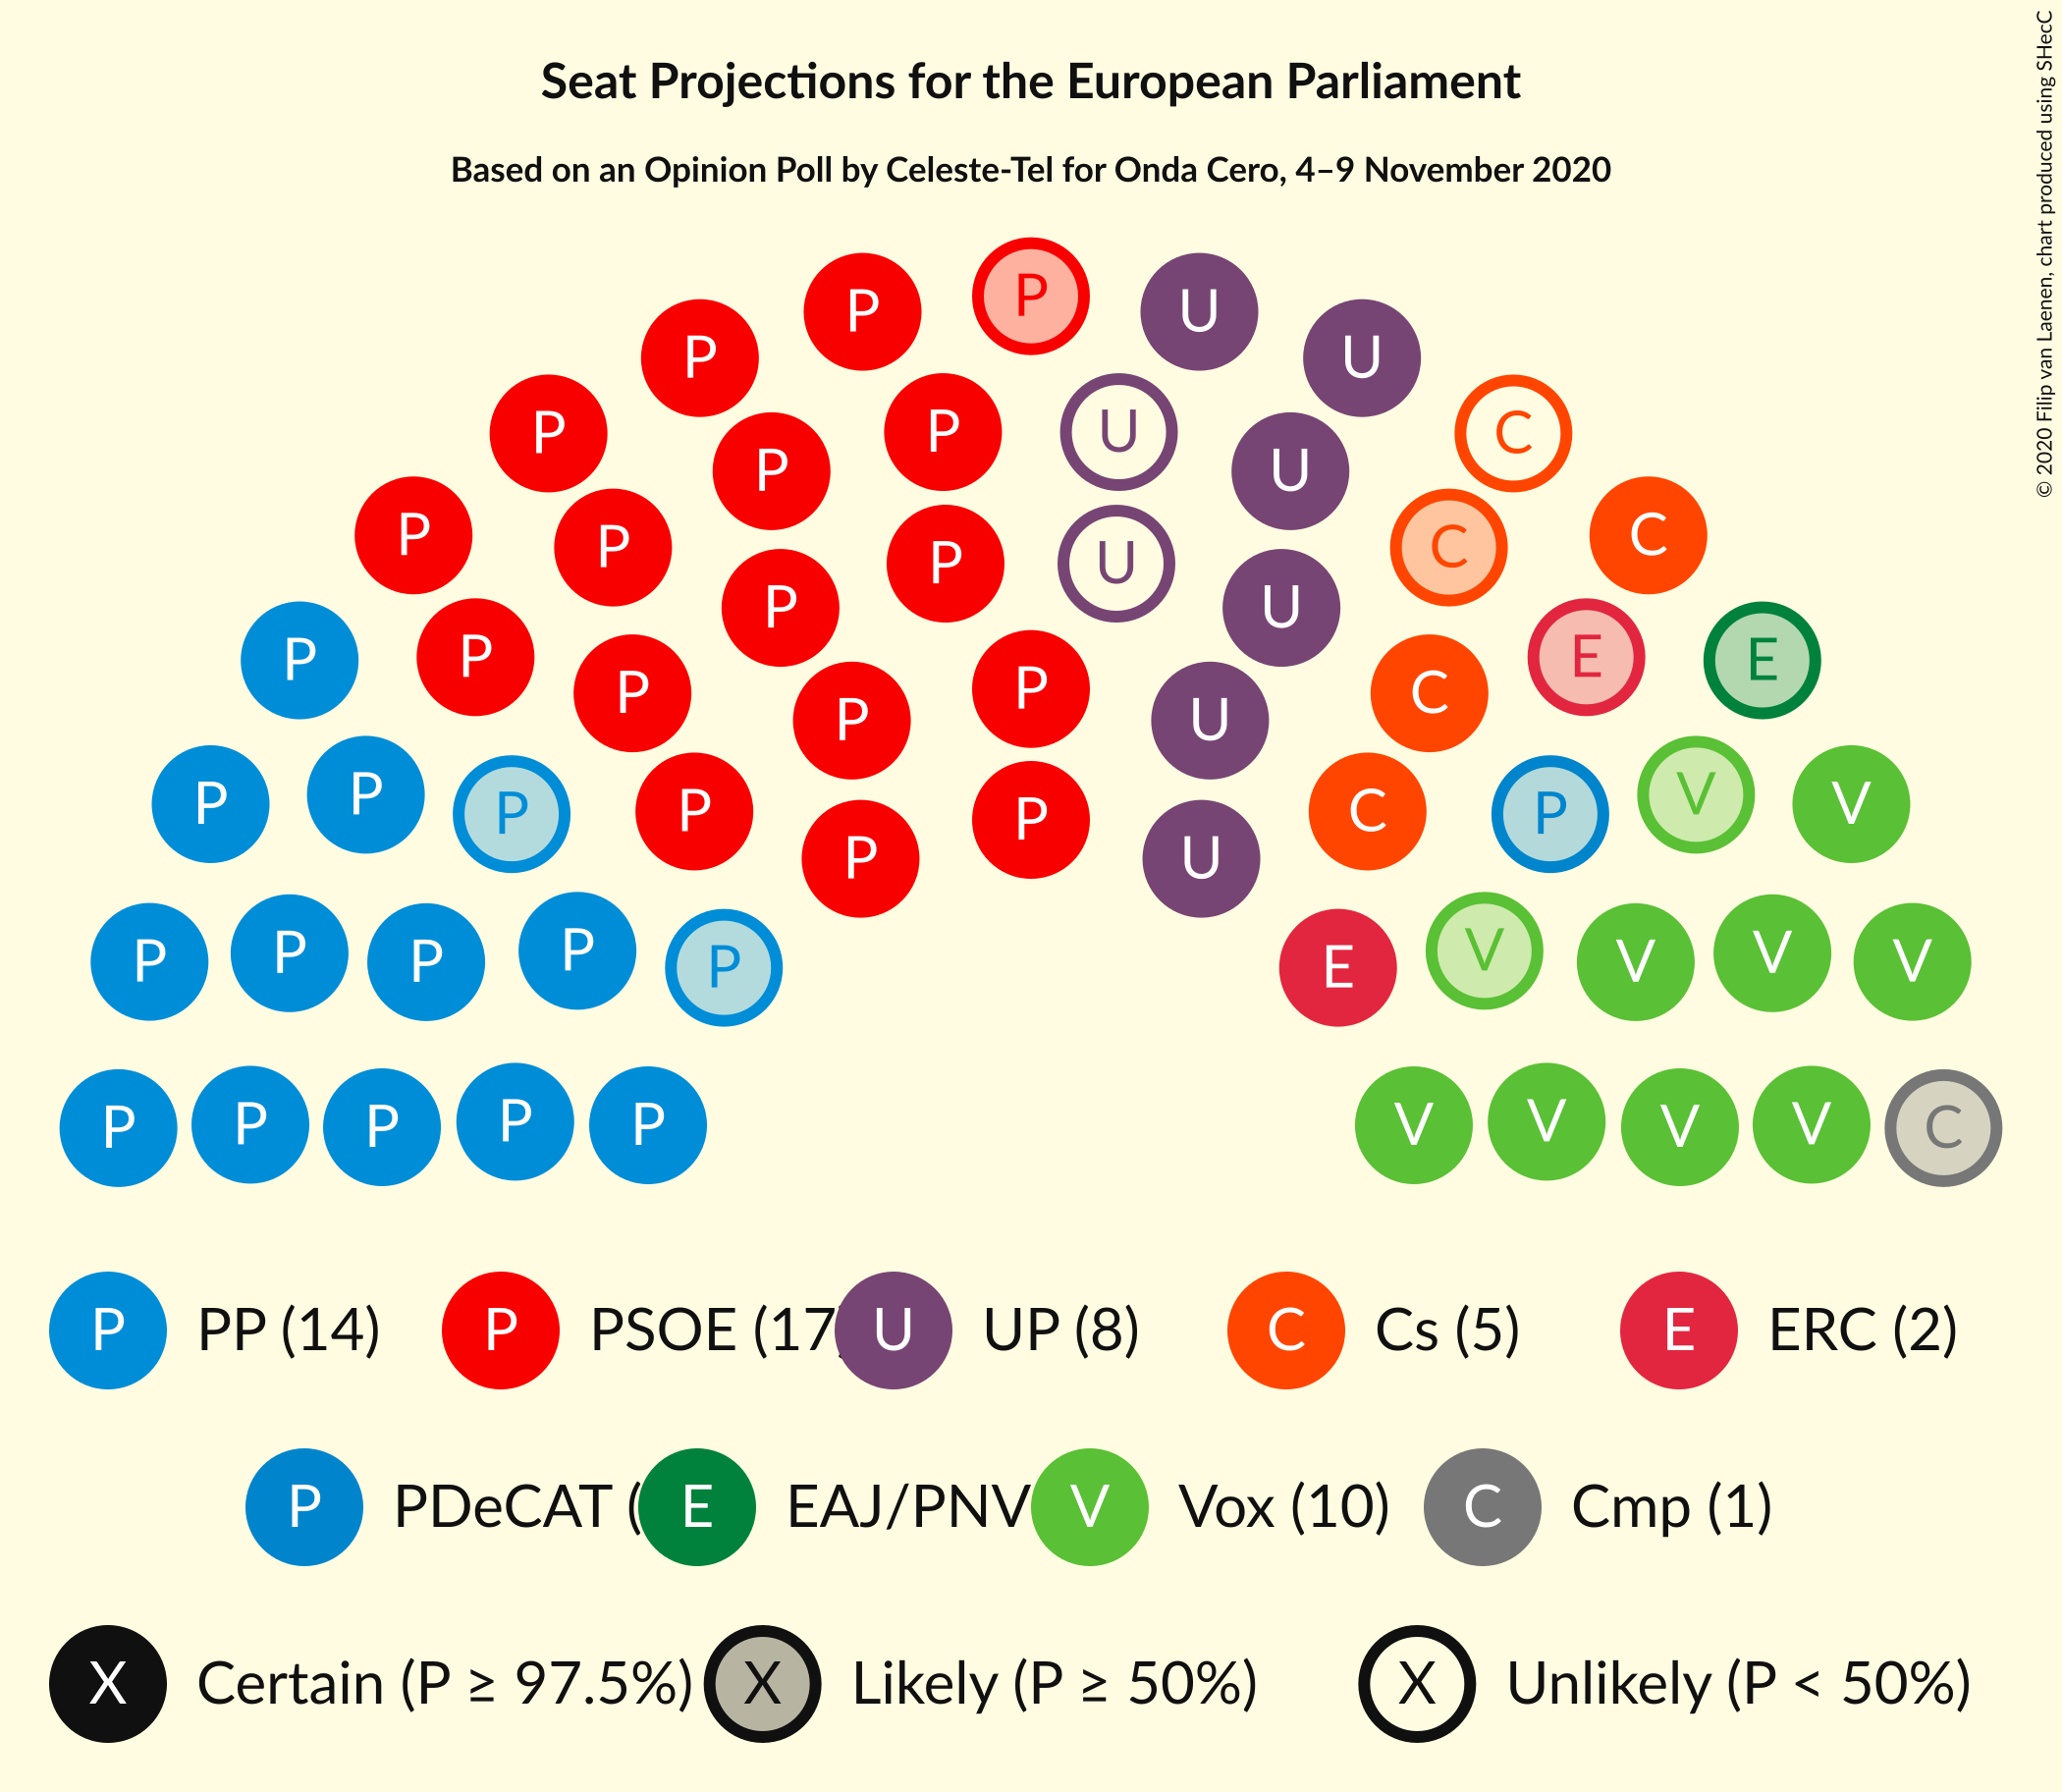 Seat Projections for the European Parliament
Based on an Opinion Poll by Celeste-Tel for Onda Cero, 4–9 November 2020
© 2020 Filip van Laenen, chart produced using SHecC
P P P U U
P P P U U C
P P P P U U C C
P P P P P U C E E
P P P P P P U C P V V
P P P P P E V V V V
P P P P P V V V V C
P PP (14) P PSOE (17 U UP (8) C Cs (5) E ERC (2)
P PDeCAT ( E EAJ/PNV V Vox (10) C Cmp (1)
X Certain (P ≥ 97.5%) X Likely (P ≥ 50%) X Unlikely (P < 50%)